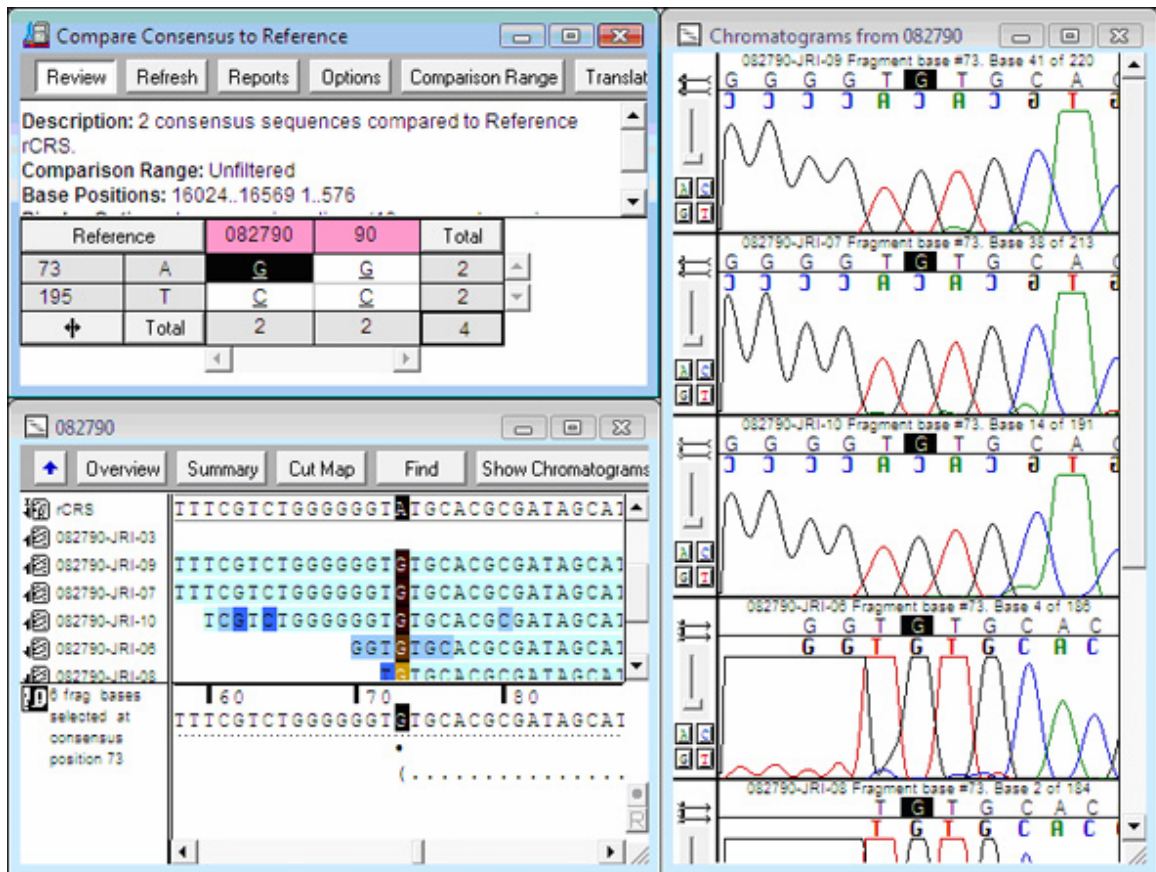 Compare Consensus to Reference
Review Refresh Reports Options Comparison Range Translat
Description: 2 consensus sequences compared to Reference
rCRS.
Comparison Range: Unfiltered
Base Positions: 16024..16569 1..576
Reference 082790 90 Total
73 A G G 2
195 T C C 2
Total 2 2 4
082790
Overview Summary Cut Map Find Show Chromatograms
rCRS TTTCGTCTGGGGGGTATGCACGCGATAGCAT
082790-JRI-03
082790-JRI-09 TTTCGTCTGGGGGGTGTGCACGCGATAGCAT
082790-JRI-07 TTTCGTCTGGGGGGTGTGCACGCGATAGCAT
082790-JRI-10 TCGTCTGGGGGGTGTGCACGCGATAGCAT
082790-JRI-06 GGTGTGCACGCGATAGCAT
082790-JRI-08 TGTGCACGCGATAGCAT
6 frag bases
selected at
consensus
position 73
60 70 80
TTTCGTCTGGGGGGTGTGCACGCGATAGCAT
R
Chromatograms from 082790
082790-JRI-09 Fragment base #73. Base 41 of 220
G G G G T G T G C A C
A C
G T
082790-JRI-07 Fragment base #73. Base 38 of 213
G G G G T G T G C A C
A C
G T
082790-JRI-10 Fragment base #73. Base 14 of 191
G G G G T G T G C A C
A C
G T
082790-JRI-06 Fragment base #73. Base 4 of 186
G G T G T G C A C
G G T G T G C A C
A C
G T
082790-JRI-08 Fragment base #73. Base 2 of 184
T G T G C A C
T G T G C A C